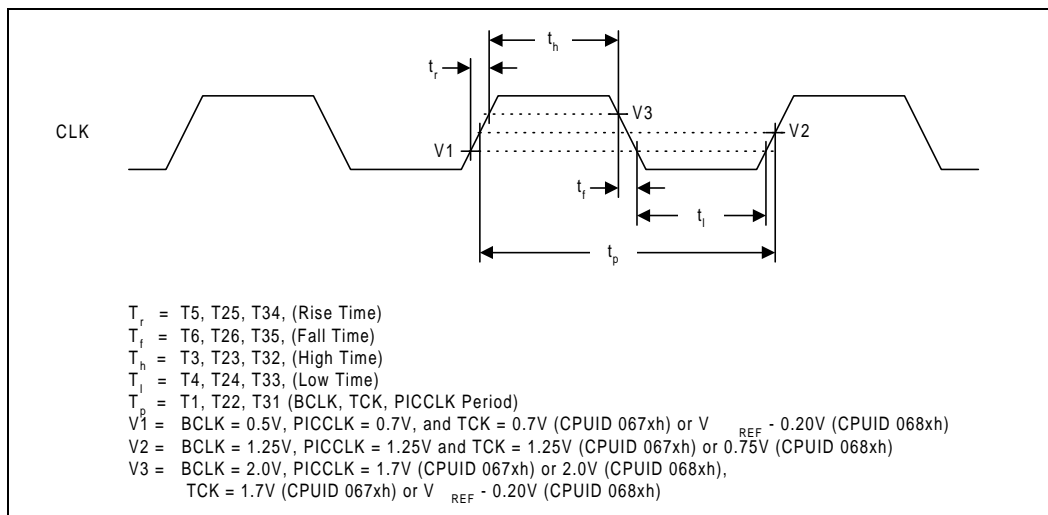 t_h
t_r
CLK
V3
V2
V1
t_f
t_l
t_p
T_r = T5, T25, T34, (Rise Time)
T_f = T6, T26, T35, (Fall Time)
T_h = T3, T23, T32, (High Time)
T_l = T4, T24, T33, (Low Time)
T_p = T1, T22, T31 (BCLK, TCK, PICCLK Period)
V1 = BCLK = 0.5V, PICCLK = 0.7V, and TCK = 0.7V (CPUID 067xh) or V_REF - 0.20V (CPUID 068xh)
V2 = BCLK = 1.25V, PICCLK = 1.25V and TCK = 1.25V (CPUID 067xh) or 0.75V (CPUID 068xh)
V3 = BCLK = 2.0V, PICCLK = 1.7V (CPUID 067xh) or 2.0V (CPUID 068xh),
TCK = 1.7V (CPUID 067xh) or V_REF - 0.20V (CPUID 068xh)